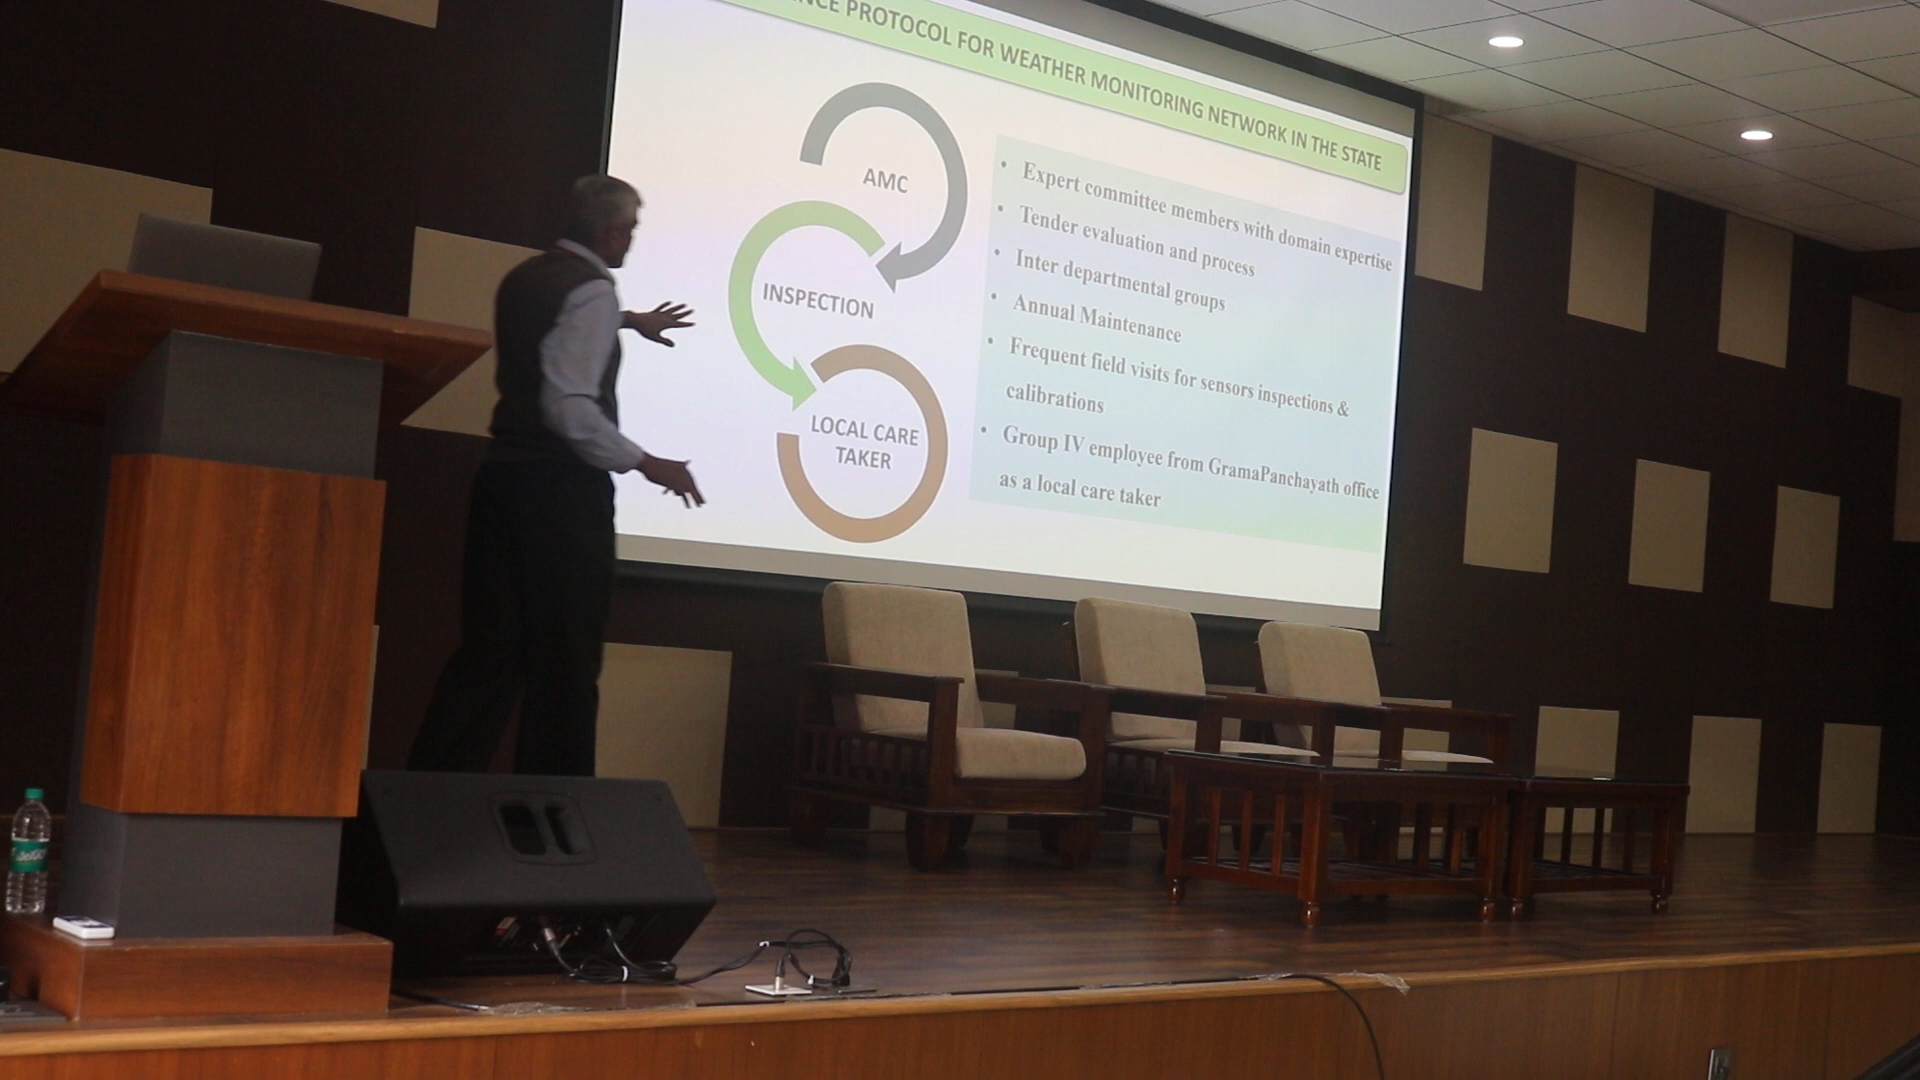 PROTOCOL FOR WEATHER MONITORING NETWORK IN THE STATE
AMC
INSPECTION
LOCAL CARE
TAKER
• Expert committee members with domain expertise
• Tender evaluation and process
• Inter departmental groups
• Annual Maintenance
• Frequent field visits for sensors inspections &
calibrations
• Group IV employee from GramaPanchayath office
as a local care taker